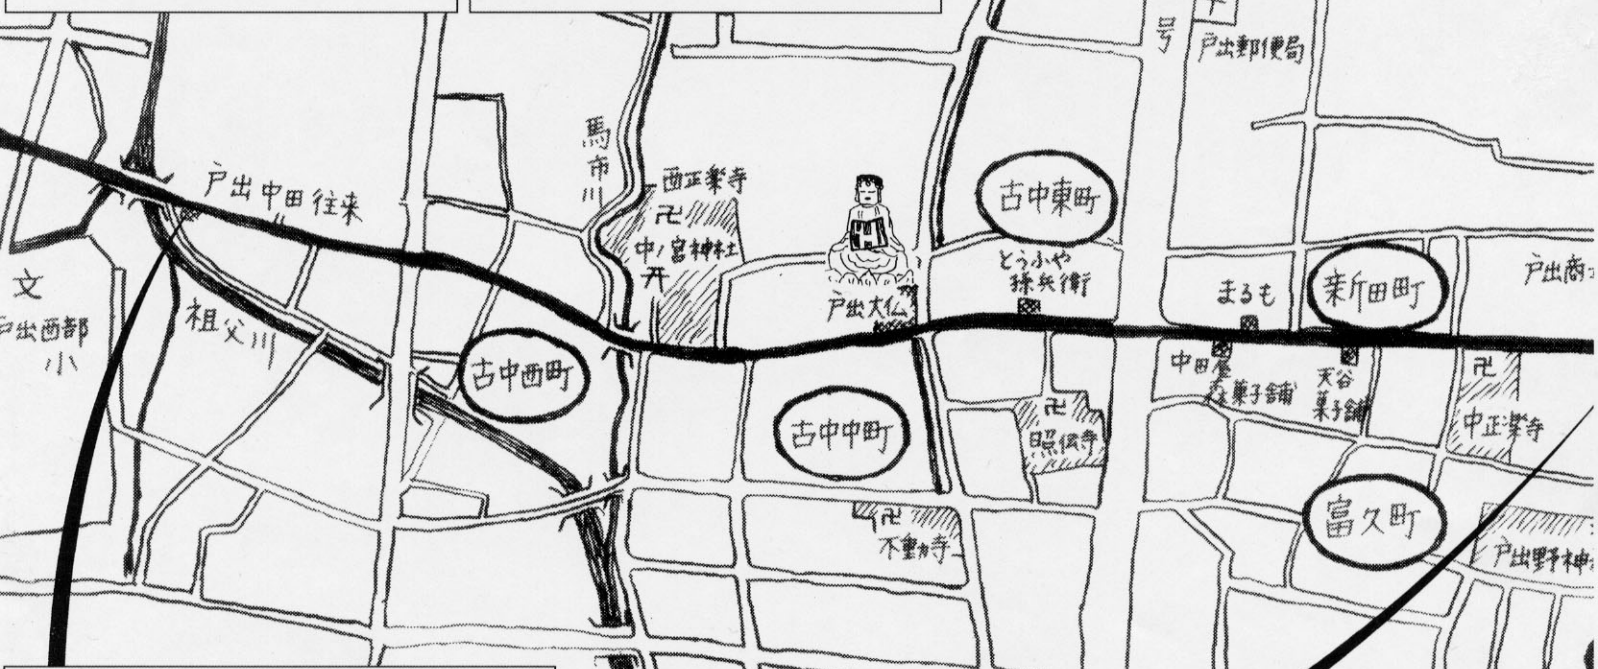 号
戸出郵便局
馬市川
西正楽寺
卍
中ノ宮神社
戸出中田往来
古中東町
とうふや
孫兵衛
戸出大仏
まるも
新田町
戸出商
文
戸出西部
小
祖父川
古中西町
古中中町
卍
照伝寺
中田屋
菓子舗
天谷
菓子舗
卍
中正楽寺
富久町
卍
不動寺
戸出野神